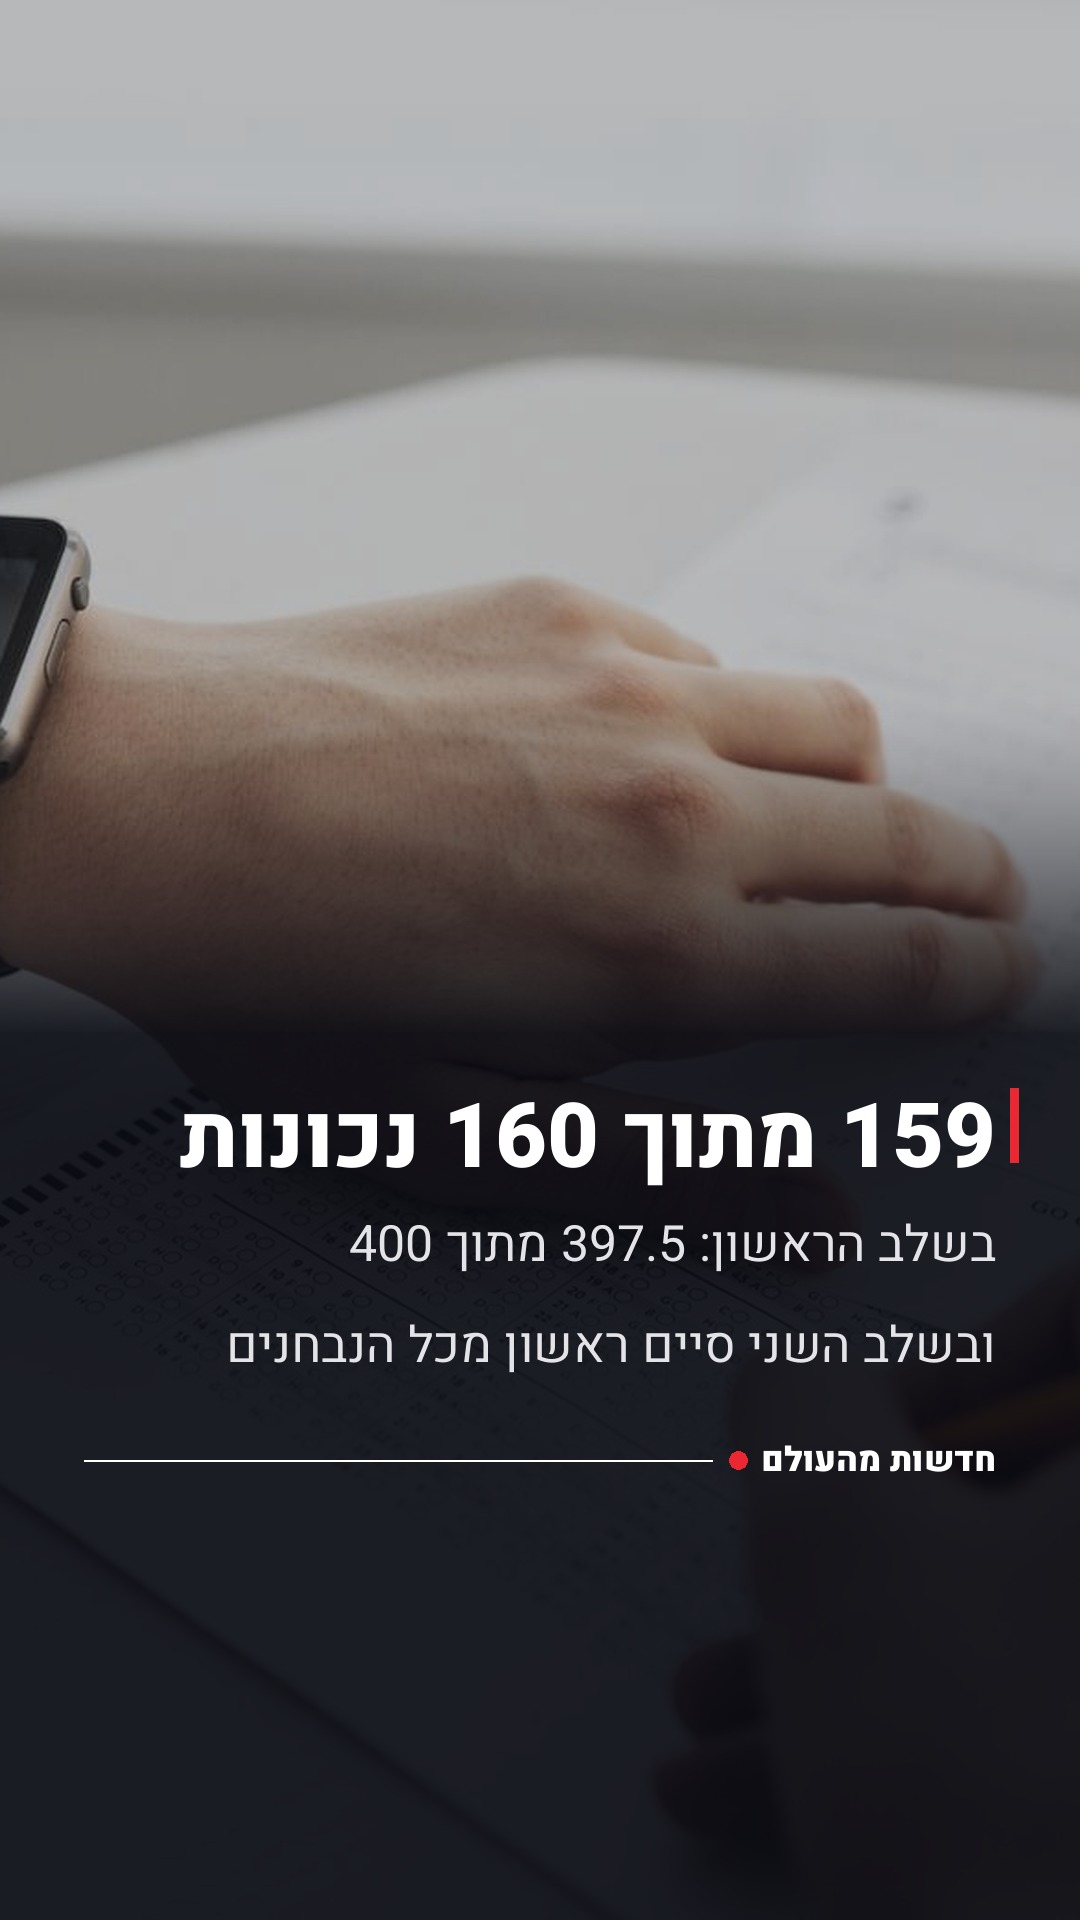 159 מתוך 160 נכונות
בשלב הראשון: 397.5 מתוך 400
ובשלב השני סיים ראשון מכל הנבחנים
חדשות מהעולם